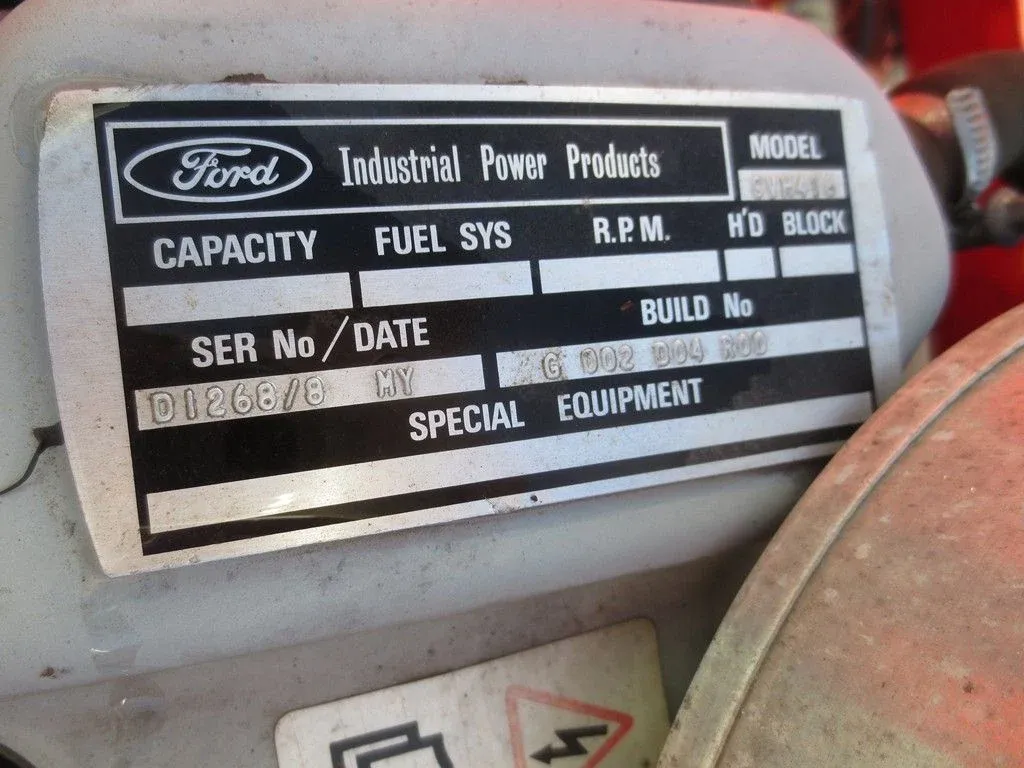 Ford Industrial Power Products MODEL
CAPACITY FUEL SYS R.P.M. H'D BLOCK
SER No / DATE BUILD No
D1268/8 MY G D02 D04 R00
SPECIAL EQUIPMENT